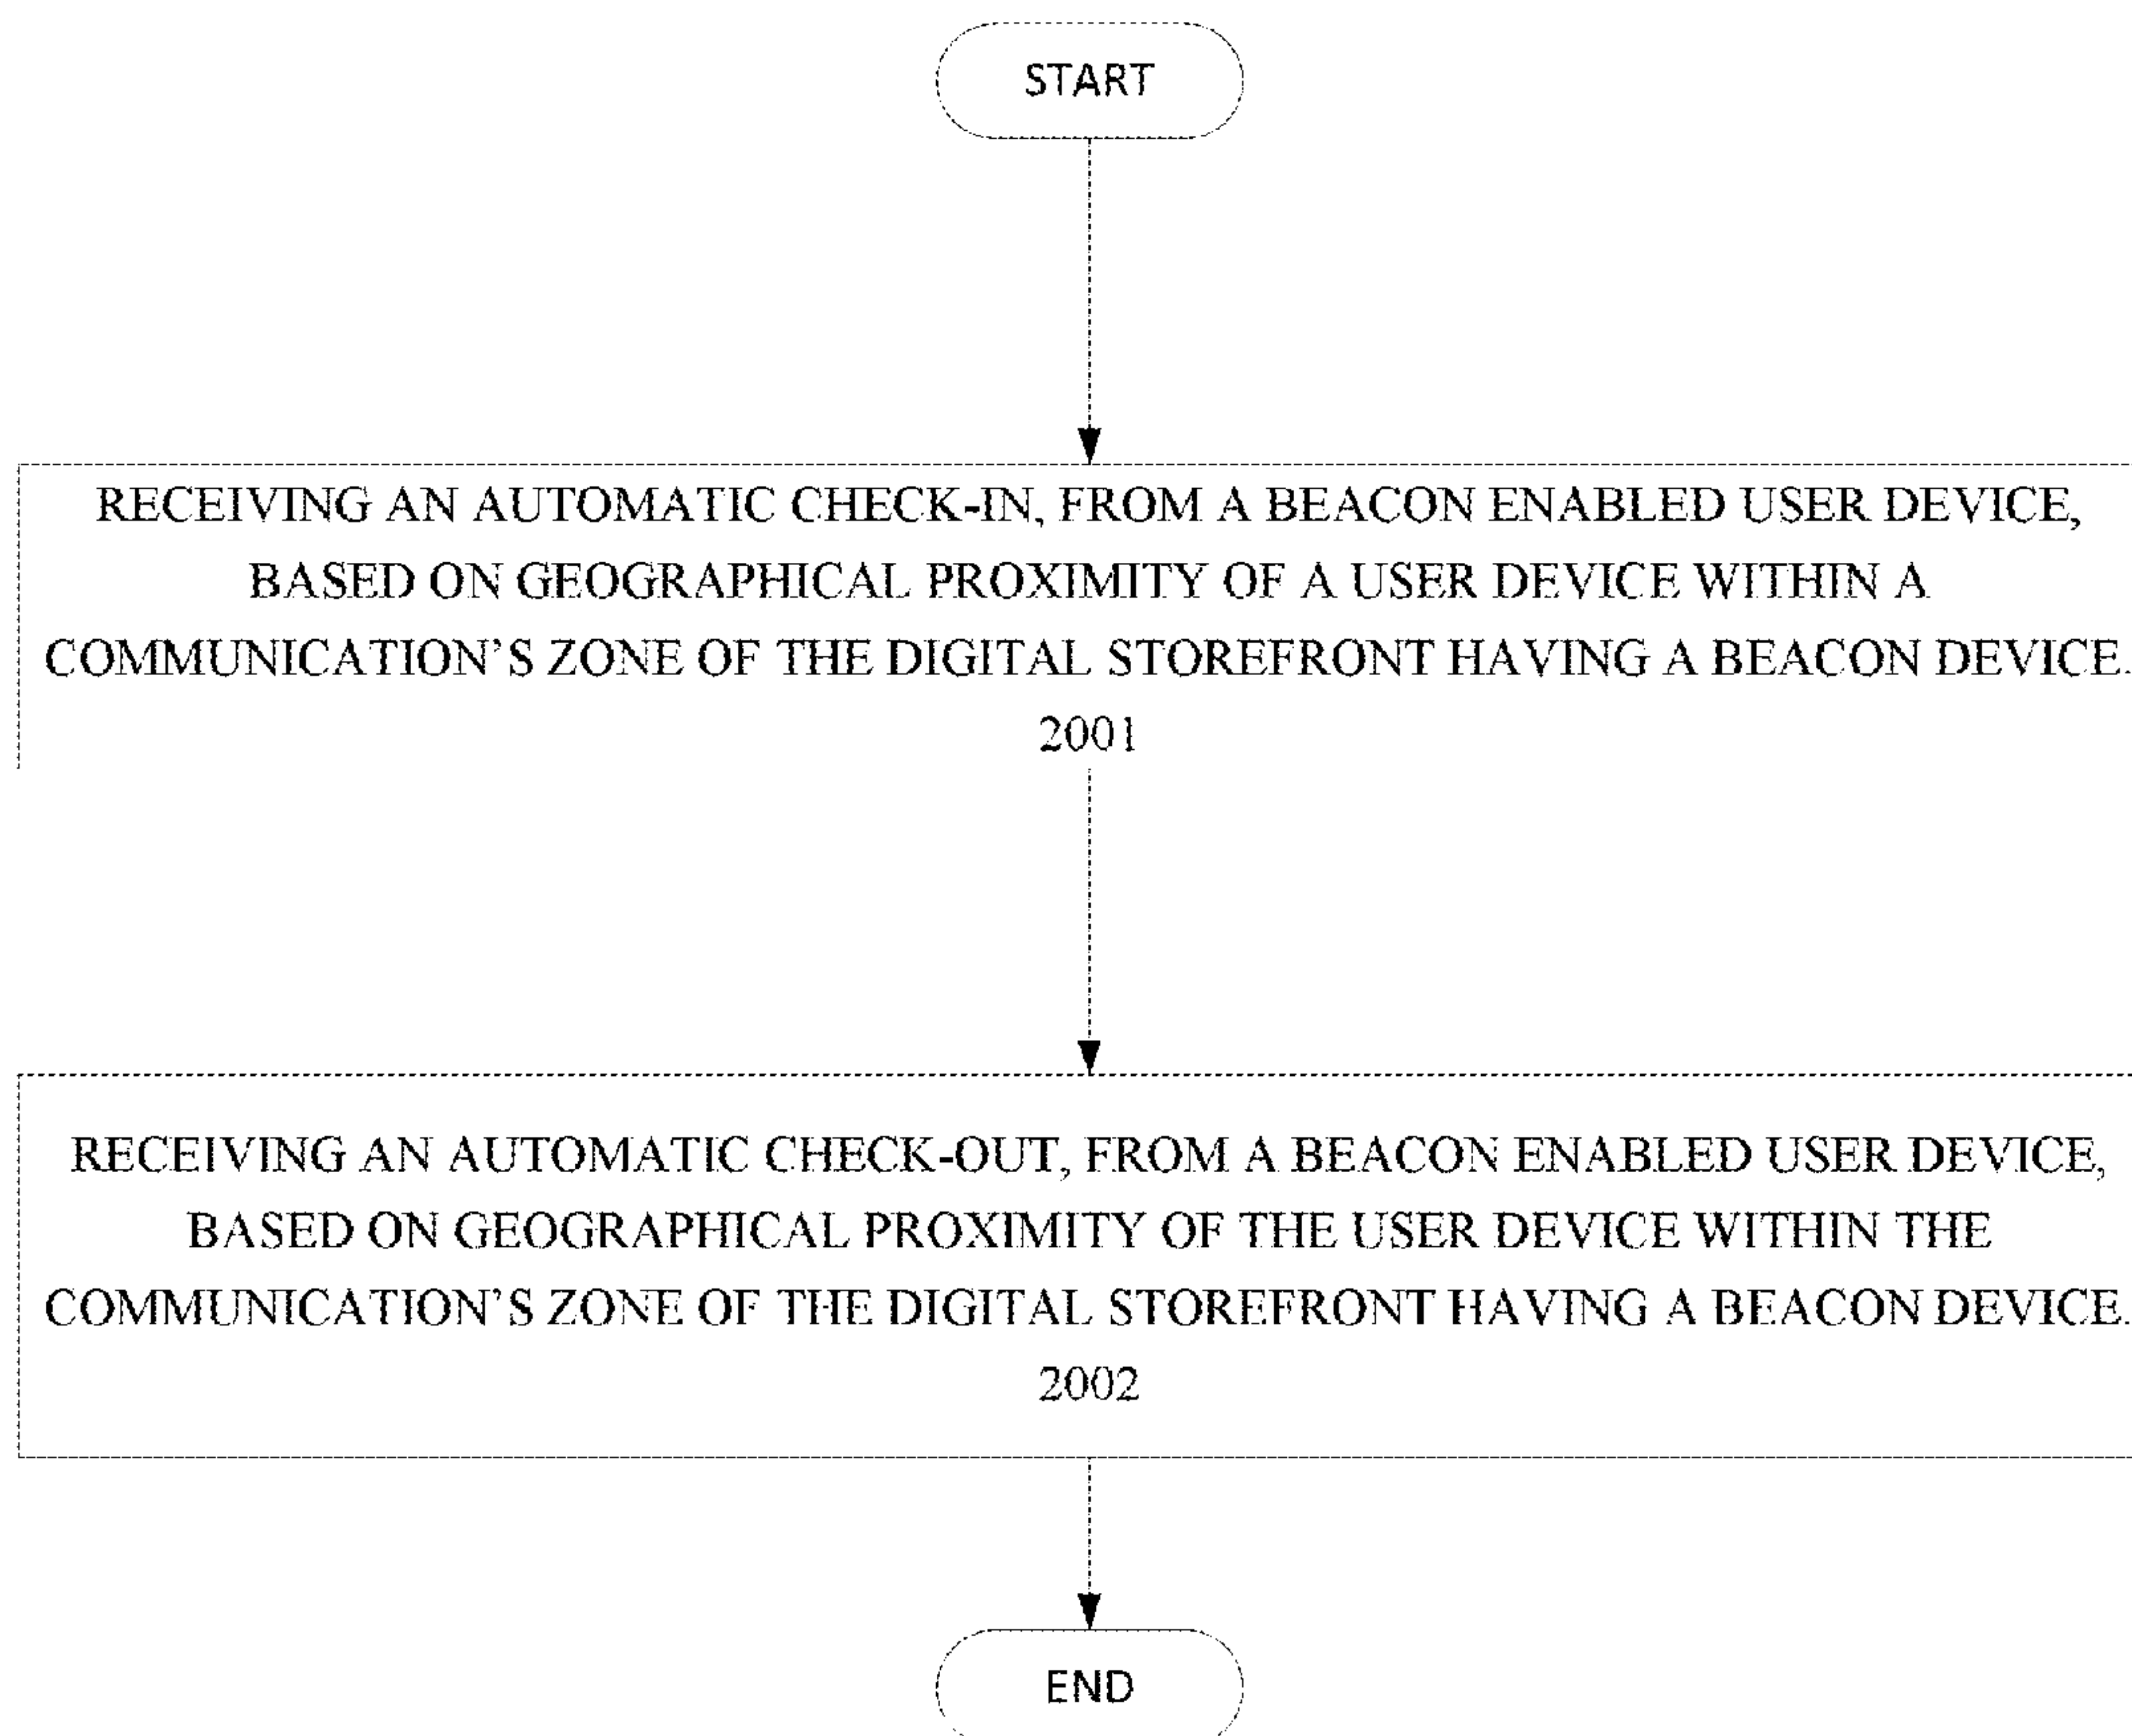 START
RECEIVING AN AUTOMATIC CHECK-IN, FROM A BEACON ENABLED USER DEVICE,
BASED ON GEOGRAPHICAL PROXIMITY OF A USER DEVICE WITHIN A
COMMUNICATION'S ZONE OF THE DIGITAL STOREFRONT HAVING A BEACON DEVICE.
2001
RECEIVING AN AUTOMATIC CHECK-OUT, FROM A BEACON ENABLED USER DEVICE,
BASED ON GEOGRAPHICAL PROXIMITY OF THE USER DEVICE WITHIN THE
COMMUNICATION'S ZONE OF THE DIGITAL STOREFRONT HAVING A BEACON DEVICE.
2002
END